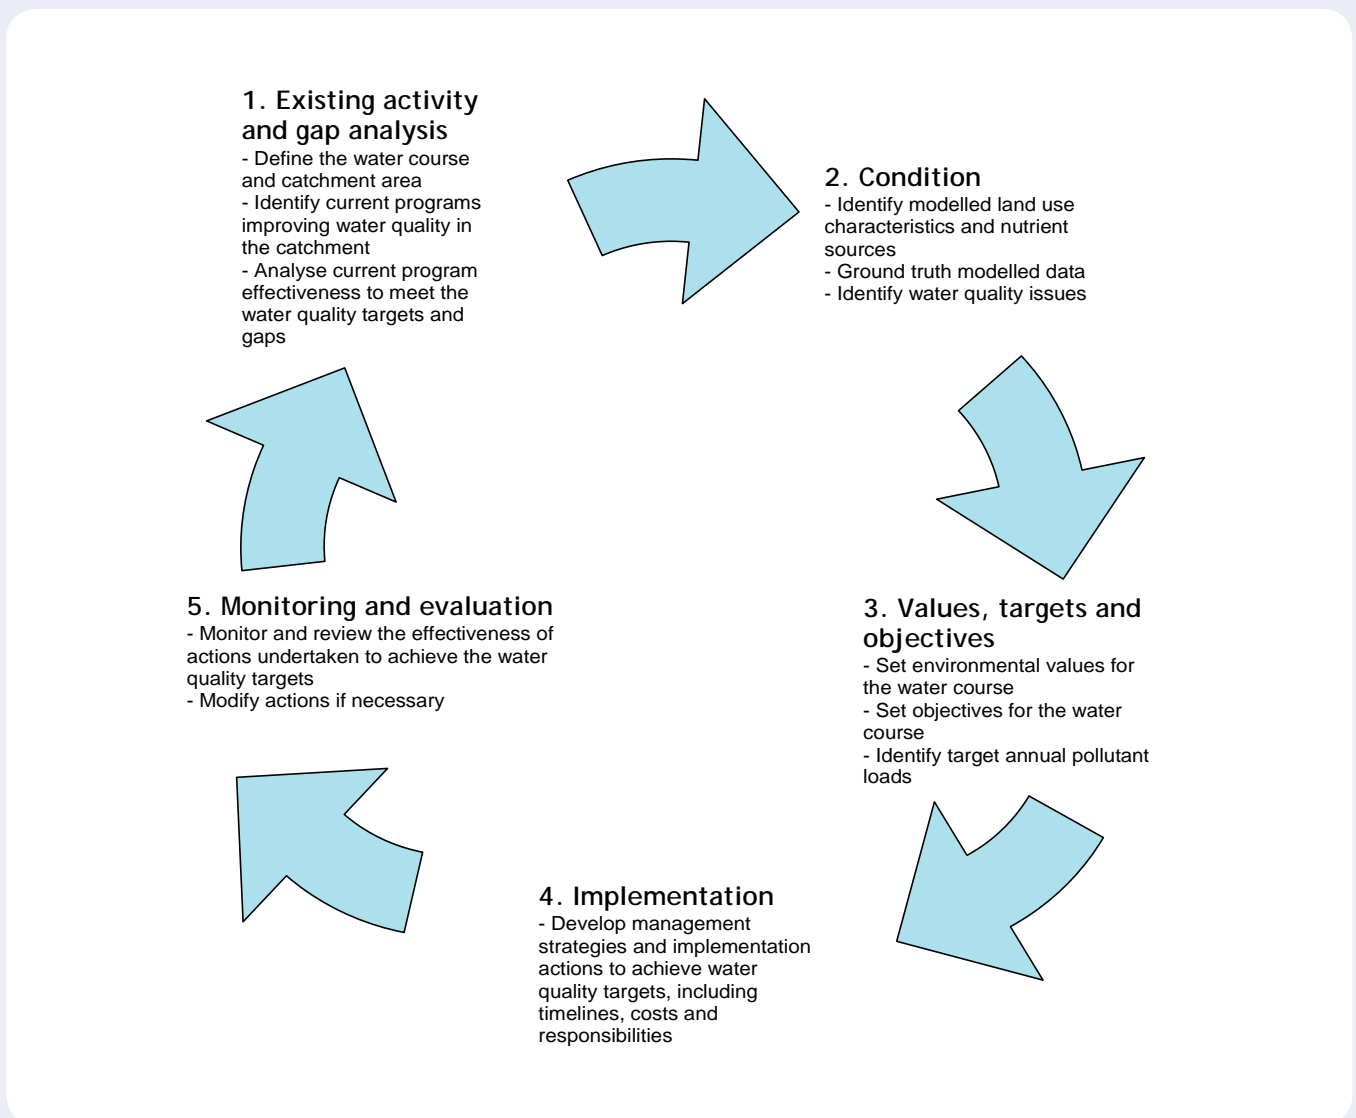 1. Existing activity
and gap analysis
- Define the water course
and catchment area
- Identify current programs
improving water quality in
the catchment
- Analyse current program
effectiveness to meet the
water quality targets and
gaps
2. Condition
- Identify modelled land use
characteristics and nutrient
sources
- Ground truth modelled data
- Identify water quality issues
3. Values, targets and
objectives
- Set environmental values for
the water course
- Set objectives for the water
course
- Identify target annual pollutant
loads
4. Implementation
- Develop management
strategies and implementation
actions to achieve water
quality targets, including
timelines, costs and
responsibilities
5. Monitoring and evaluation
- Monitor and review the effectiveness of
actions undertaken to achieve the water
quality targets
- Modify actions if necessary